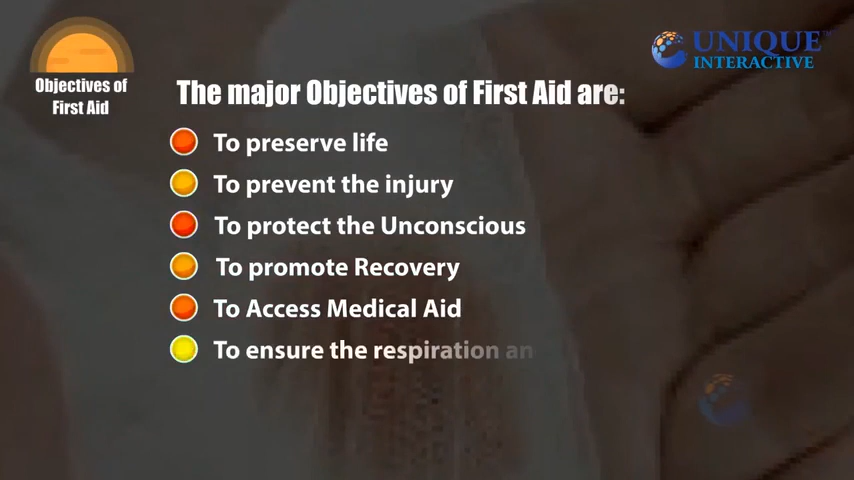 Objectives of
First Aid
UNIQUE
INTERACTIVE
The major Objectives of First Aid are:
To preserve life
To prevent the injury
To protect the Unconscious
To promote Recovery
To Access Medical Aid
To ensure the respiration an